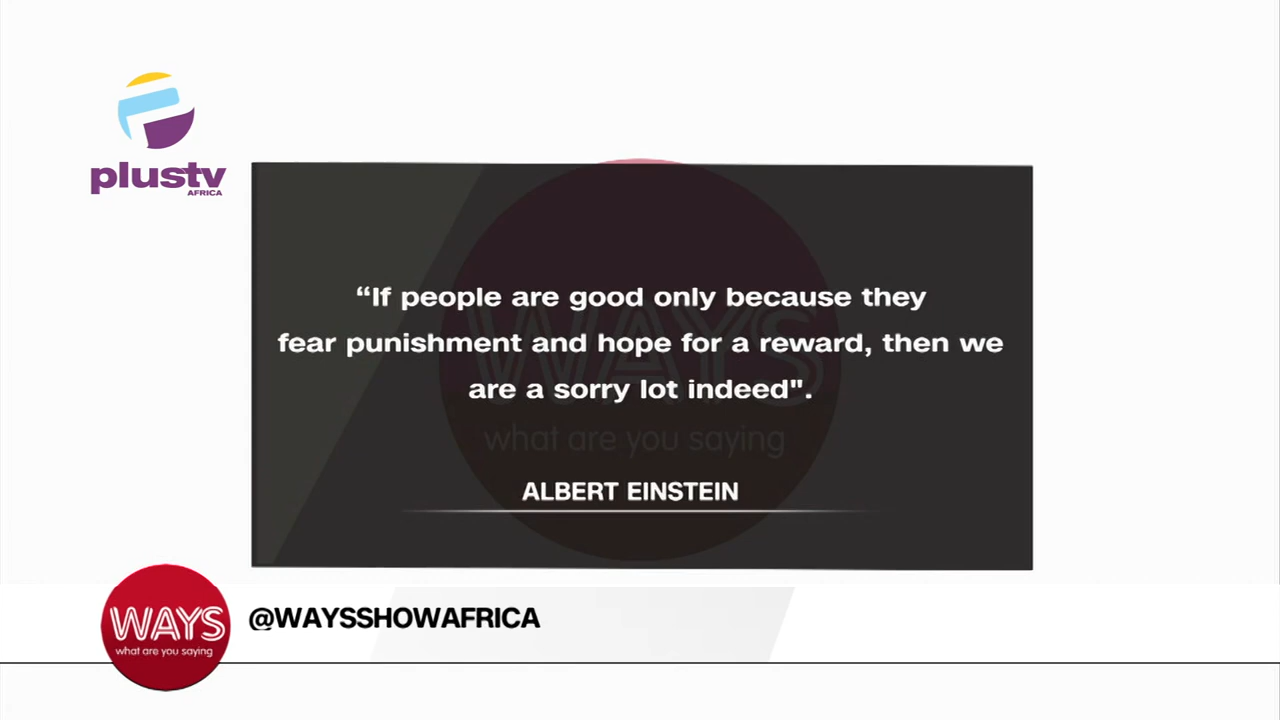 plustv
AFRICA
“If people are good only because they
fear punishment and hope for a reward, then we
are a sorry lot indeed".
WAYS
what are you saying
ALBERT EINSTEIN
WAYS
what are you saying
@WAYSSHOWAFRICA